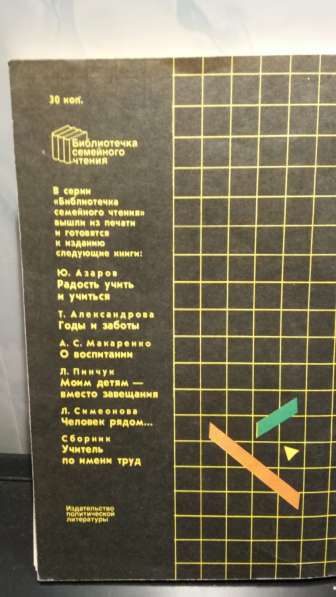 30 коп.
Библиотечка
семейного
чтения
В серии
«Библиотечка
семейного чтения»
вышли из печати
и готовятся
к изданию
следующие книги:
Ю. Азаров
Радость учить
и учиться
Т. Александрова
Годы и заботы
А. С. Макаренко
О воспитании
Л. Пинчук
Моим детям —
вместо завещания
Л. Симеонова
Человек рядом...
Сборник
Учитель
по имени труд
Издательство
политической
литературы